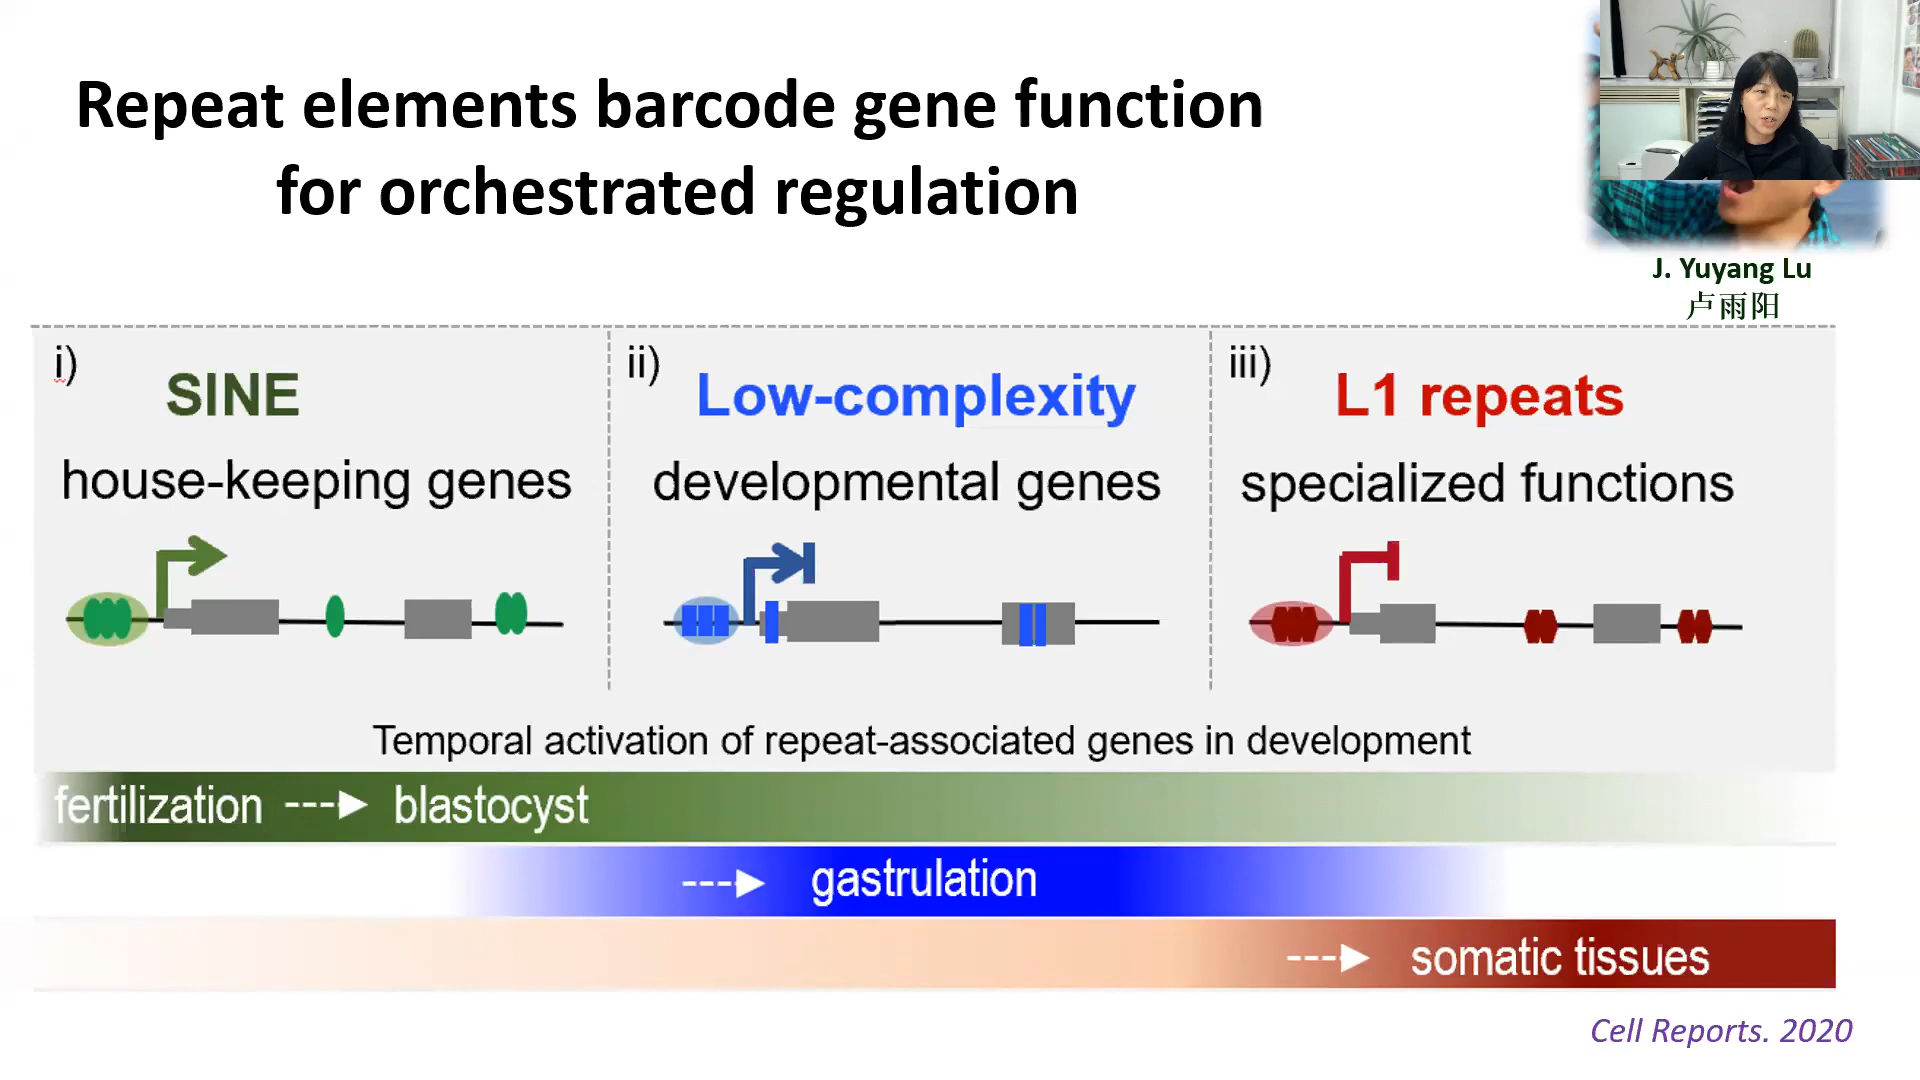 Repeat elements barcode gene function
for orchestrated regulation
J. Yuyang Lu
卢雨阳
i)
SINE
house-keeping genes
ii)
Low-complexity
developmental genes
iii)
L1 repeats
specialized functions
Temporal activation of repeat-associated genes in development
fertilization
blastocyst
gastrulation
somatic tissues
Cell Reports. 2020